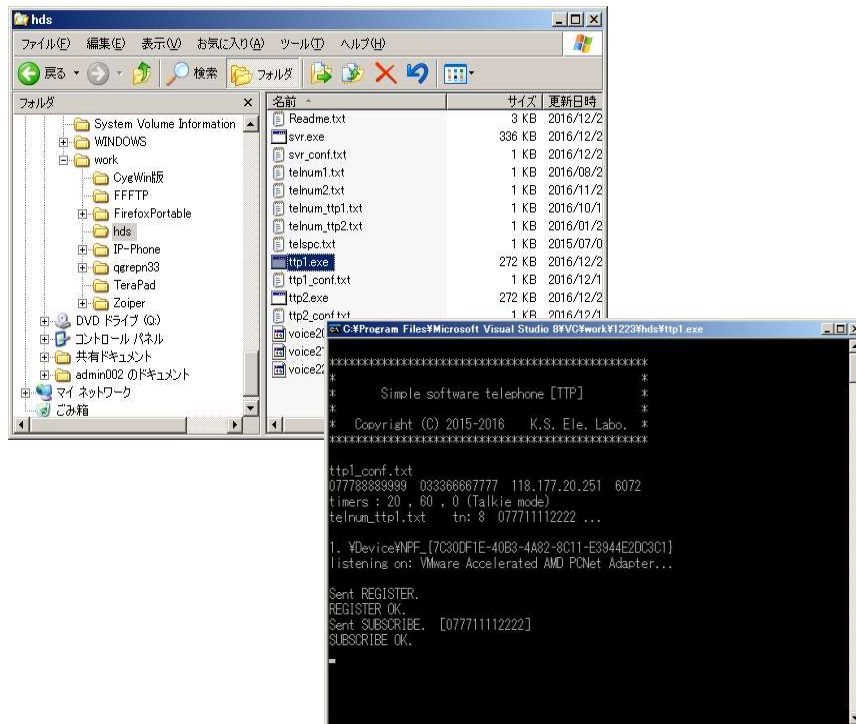 hds
ファイル(F) 編集(E) 表示(V) お気に入り(A) ツール(T) ヘルプ(H)
戻る 検索 フォルダ
フォルダ
System Volume Information
WINDOWS
work
CygWin版
FFFTP
FirefoxPortable
hds
IP-Phone
qgrepn33
TeraPad
Zoiper
DVD ドライブ (Q:)
コントロール パネル
共有ドキュメント
admin002 のドキュメント
マイ ネットワーク
ごみ箱
名前 サイズ 更新日時
Readme.txt 3 KB 2016/12/2
svr.exe 336 KB 2016/12/2
svr_conf.txt 1 KB 2016/12/2
telnum1.txt 1 KB 2016/08/2
telnum2.txt 1 KB 2016/11/2
telnum_ttp1.txt 1 KB 2016/10/1
telnum_ttp2.txt 1 KB 2016/01/2
telspc.txt 1 KB 2015/07/0
ttp1.exe 272 KB 2016/12/2
ttp1_conf.txt 1 KB 2016/12/1
ttp2.exe 272 KB 2016/12/2
ttp2_conf.txt 1 KB 2016/12/1
voice20
voice21
voice22
C:¥Program Files¥Microsoft Visual Studio 8¥VC¥work¥1223¥hds¥ttp1.exe
**************************************************
* *
* Simple software telephone [TTP] *
* *
* Copyright (C) 2015-2016 K.S. Ele. Labo. *
**************************************************
ttp1_conf.txt
077788889999 033366667777 118.177.20.251 6072
timers : 20 , 60 , 0 (Talkie mode)
telnum_ttp1.txt tn: 8 077711112222 ...
1. ¥Device¥NPF_{7C30DF1E-40B3-4A82-8C11-E3944E2DC3C1}
listening on: VMware Accelerated AMD PCNet Adapter...
Sent REGISTER.
REGISTER OK.
Sent SUBSCRIBE. [077711112222]
SUBSCRIBE OK.